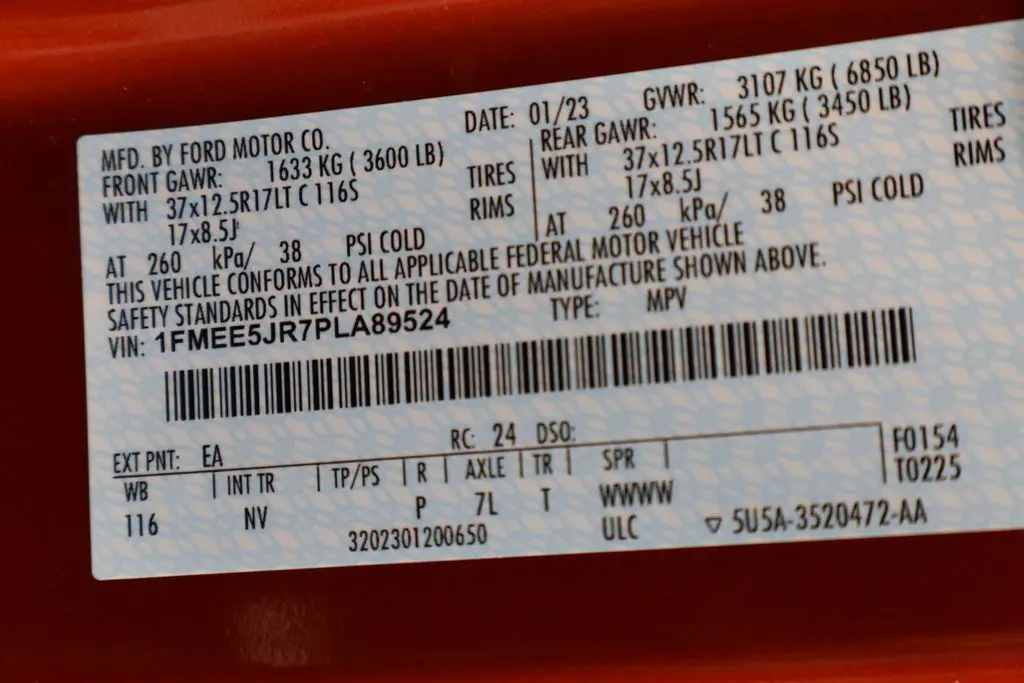 MFD. BY FORD MOTOR CO. DATE: 01/23 GVWR: 3107 KG ( 6850 LB)
FRONT GAWR: 1633 KG ( 3600 LB) REAR GAWR: 1565 KG ( 3450 LB)
WITH 37x12.5R17LT C 116S TIRES WITH 37x12.5R17LT C 116S TIRES
17x8.5J RIMS 17x8.5J RIMS
AT 260 kPa/ 38 PSI COLD AT 260 kPa/ 38 PSI COLD
THIS VEHICLE CONFORMS TO ALL APPLICABLE FEDERAL MOTOR VEHICLE
SAFETY STANDARDS IN EFFECT ON THE DATE OF MANUFACTURE SHOWN ABOVE.
VIN: 1FMEE5JR7PLA89524 TYPE: MPV
EXT PNT: EA RC: 24 DSO: F0154
WB INT TR TP/PS R AXLE TR SPR T0225
116 NV P 7L T WWWW
3202301200650 ULC ▽ 5U5A-3520472-AA